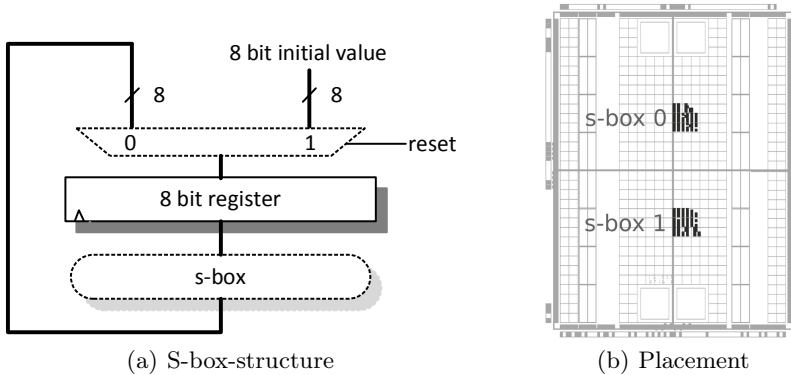 8 bit initial value
8
8
0
1
reset
8 bit register
s-box
(a) S-box-structure
s-box 0
s-box 1
(b) Placement